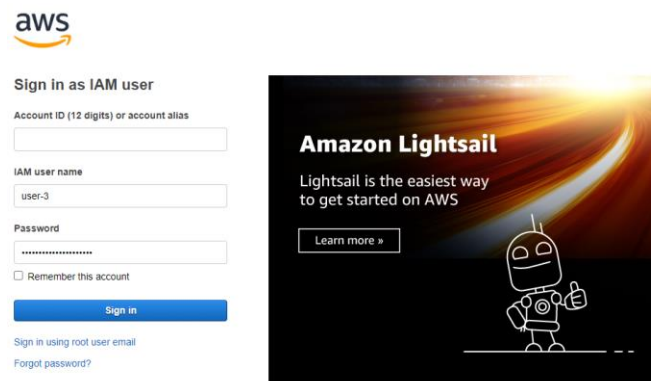 aws
Sign in as IAM user
Account ID (12 digits) or account alias
IAM user name
user-3
Password
Remember this account
Sign in
Sign in using root user email
Forgot password?
Amazon Lightsail
Lightsail is the easiest way
to get started on AWS
Learn more »